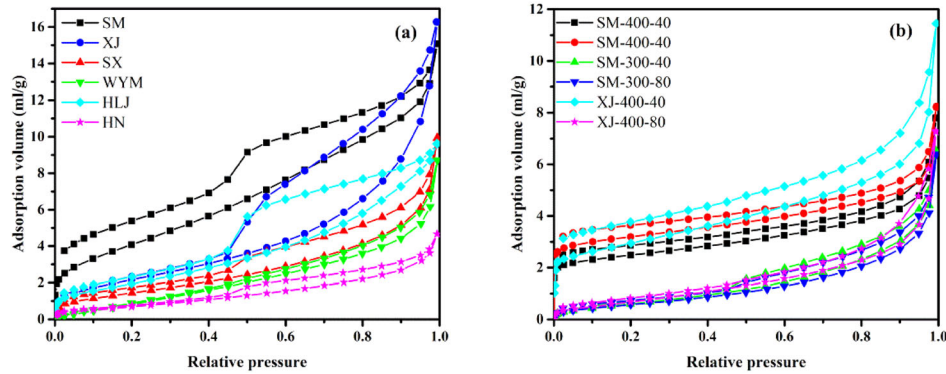 (a)
SM
XJ
SX
WYM
HLJ
HN
Adsorption volume (ml/g)
16
14
12
10
8
6
4
2
0
0.0 0.2 0.4 0.6 0.8 1.0
Relative pressure
(b)
SM-400-40
SM-400-40
SM-300-40
SM-300-80
XJ-400-40
XJ-400-80
Adsorption volume (ml/g)
12
10
8
6
4
2
0
0.0 0.2 0.4 0.6 0.8 1.0
Relative pressure